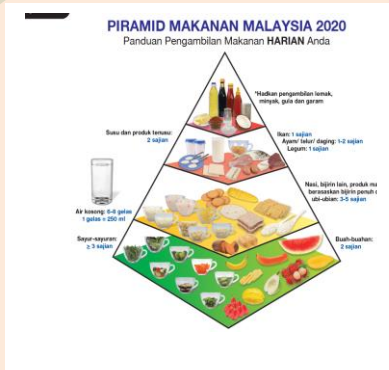 PIRAMID MAKANAN MALAYSIA 2020
Panduan Pengambilan Makanan HARIAN Anda
*Hadkan pengambilan lemak,
minyak, gula dan garam
Susu dan produk tenusu:
2 sajian
Ikan: 1 sajian
Ayam/ telur/ daging: 1-2 sajian
Legum: 1 sajian
Nasi, bijirin lain, produk
berasaskan bijirin penuh
ubi-ubian: 3-5 sajian
Air kosong: 6-8 gelas
1 gelas = 250 ml
Sayur-sayuran:
≥ 3 sajian
Buah-buahan:
2 sajian